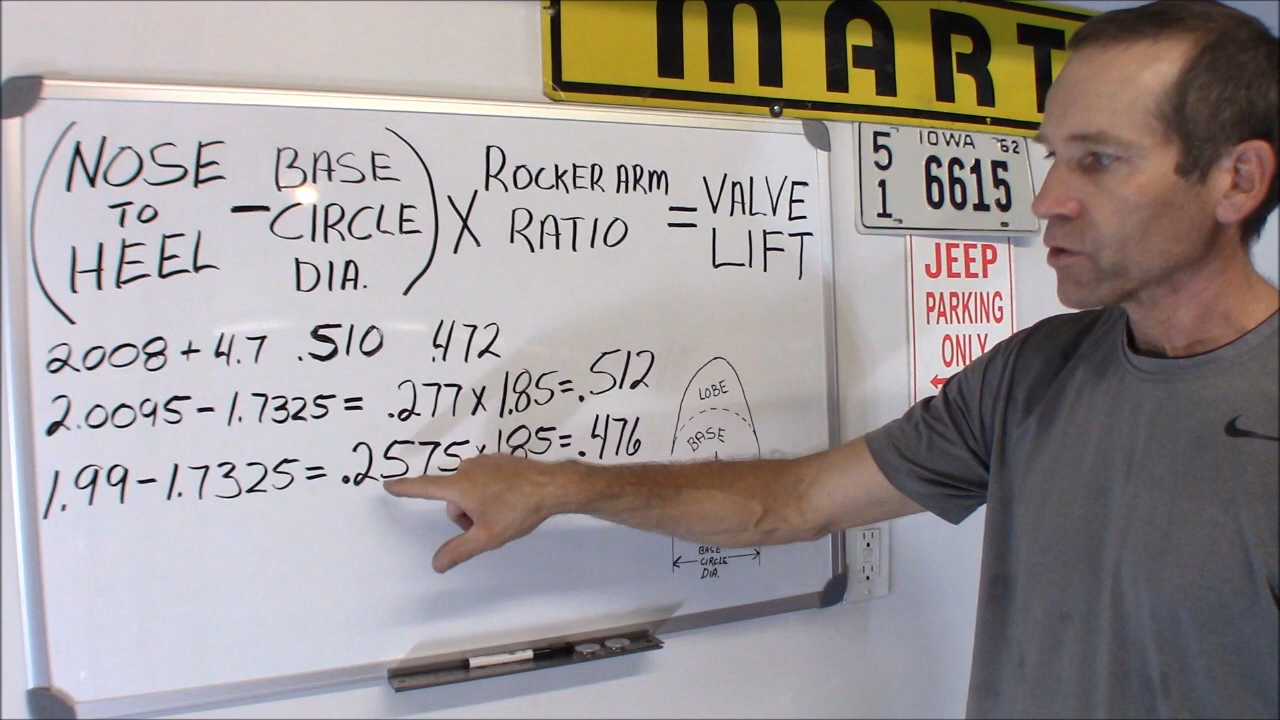 MART
IOWA 62
51 6615
JEEP
PARKING
ONLY
(NOSE TO HEEL - BASE CIRCLE DIA.) X ROCKER ARM RATIO = VALVE LIFT
2008 + 4.7 .510 .472
2.0095 - 1.7325 = .277 x 1.85 = .512
1.99 - 1.7325 = .2575 x 1.85 = .476
LOBE
BASE
BASE
CIRCLE
DIA.